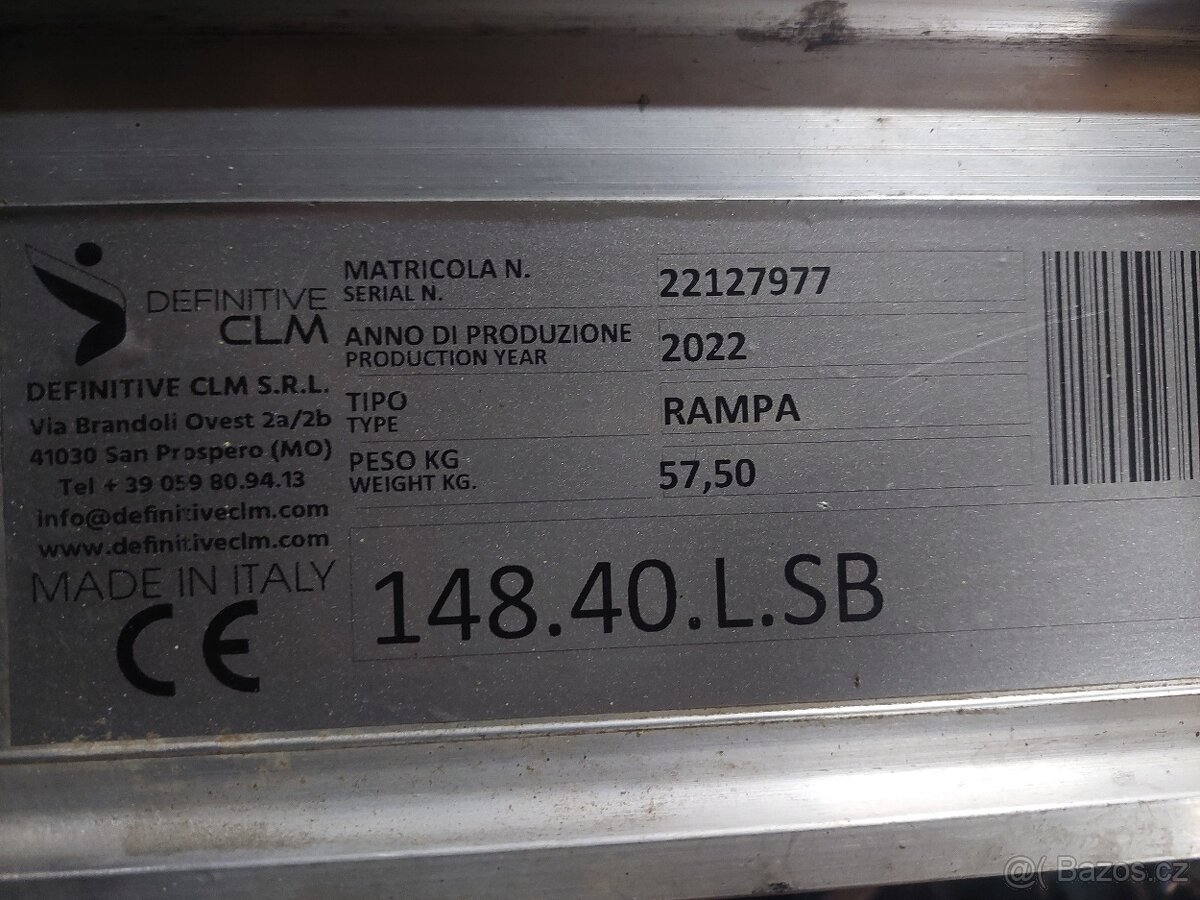 DEFINITIVE
CLM
DEFINITIVE CLM S.R.L.
Via Brandoli Ovest 2a/2b
41030 San Prospero (MO)
Tel + 39 059 80.94.13
info@definitiveclm.com
www.definitiveclm.com
MADE IN ITALY
CE
MATRICOLA N. 22127977
SERIAL N.
ANNO DI PRODUZIONE 2022
PRODUCTION YEAR
TIPO RAMPA
TYPE
PESO KG 57,50
WEIGHT KG.
148.40.L.SB
@( Bazos.cz